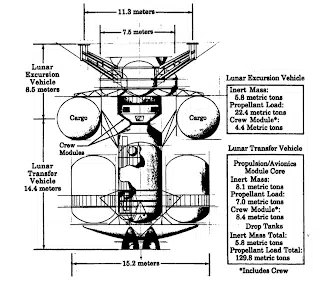 11.3 meters
7.5 meters
Lunar
Excursion
Vehicle
8.5 meters
Cargo
Cargo
Crew
Modules
Lunar
Transfer
Vehicle
14.4 meters
15.2 meters
Lunar Excursion Vehicle
Inert Mass:
5.8 metric tons
Propellant Load:
22.4 metric tons
Crew Module*:
4.4 Metric tons
Lunar Transfer Vehicle
Propulsion/Avionics
Module Core
Inert Mass:
8.1 metric tons
Propellant Load:
7.0 metric tons
Crew Module*:
8.4 metric tons
Drop Tanks
Inert Mass Total:
5.8 metric tons
Propellant Load Total:
129.8 metric tons
*Includes Crew